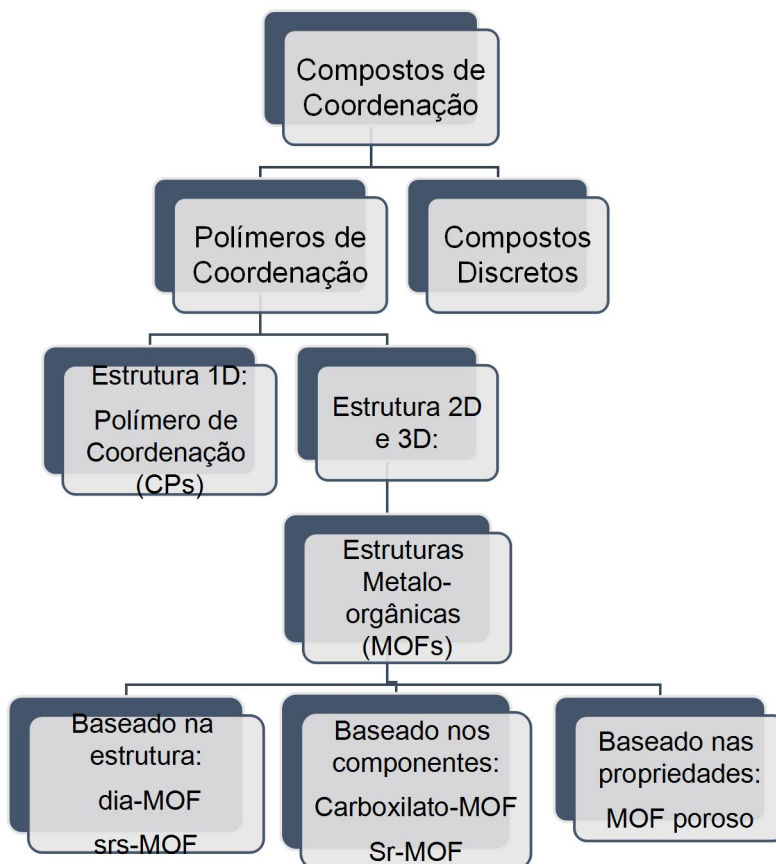 Compostos de
Coordenação
Polímeros de
Coordenação
Compostos
Discretos
Estrutura 1D:
Polímero de
Coordenação
(CPs)
Estrutura 2D
e 3D:
Estruturas
Metalo-
orgânicas
(MOFs)
Baseado na
estrutura:
dia-MOF
srs-MOF
Baseado nos
componentes:
Carboxilato-MOF
Sr-MOF
Baseado nas
propriedades:
MOF poroso